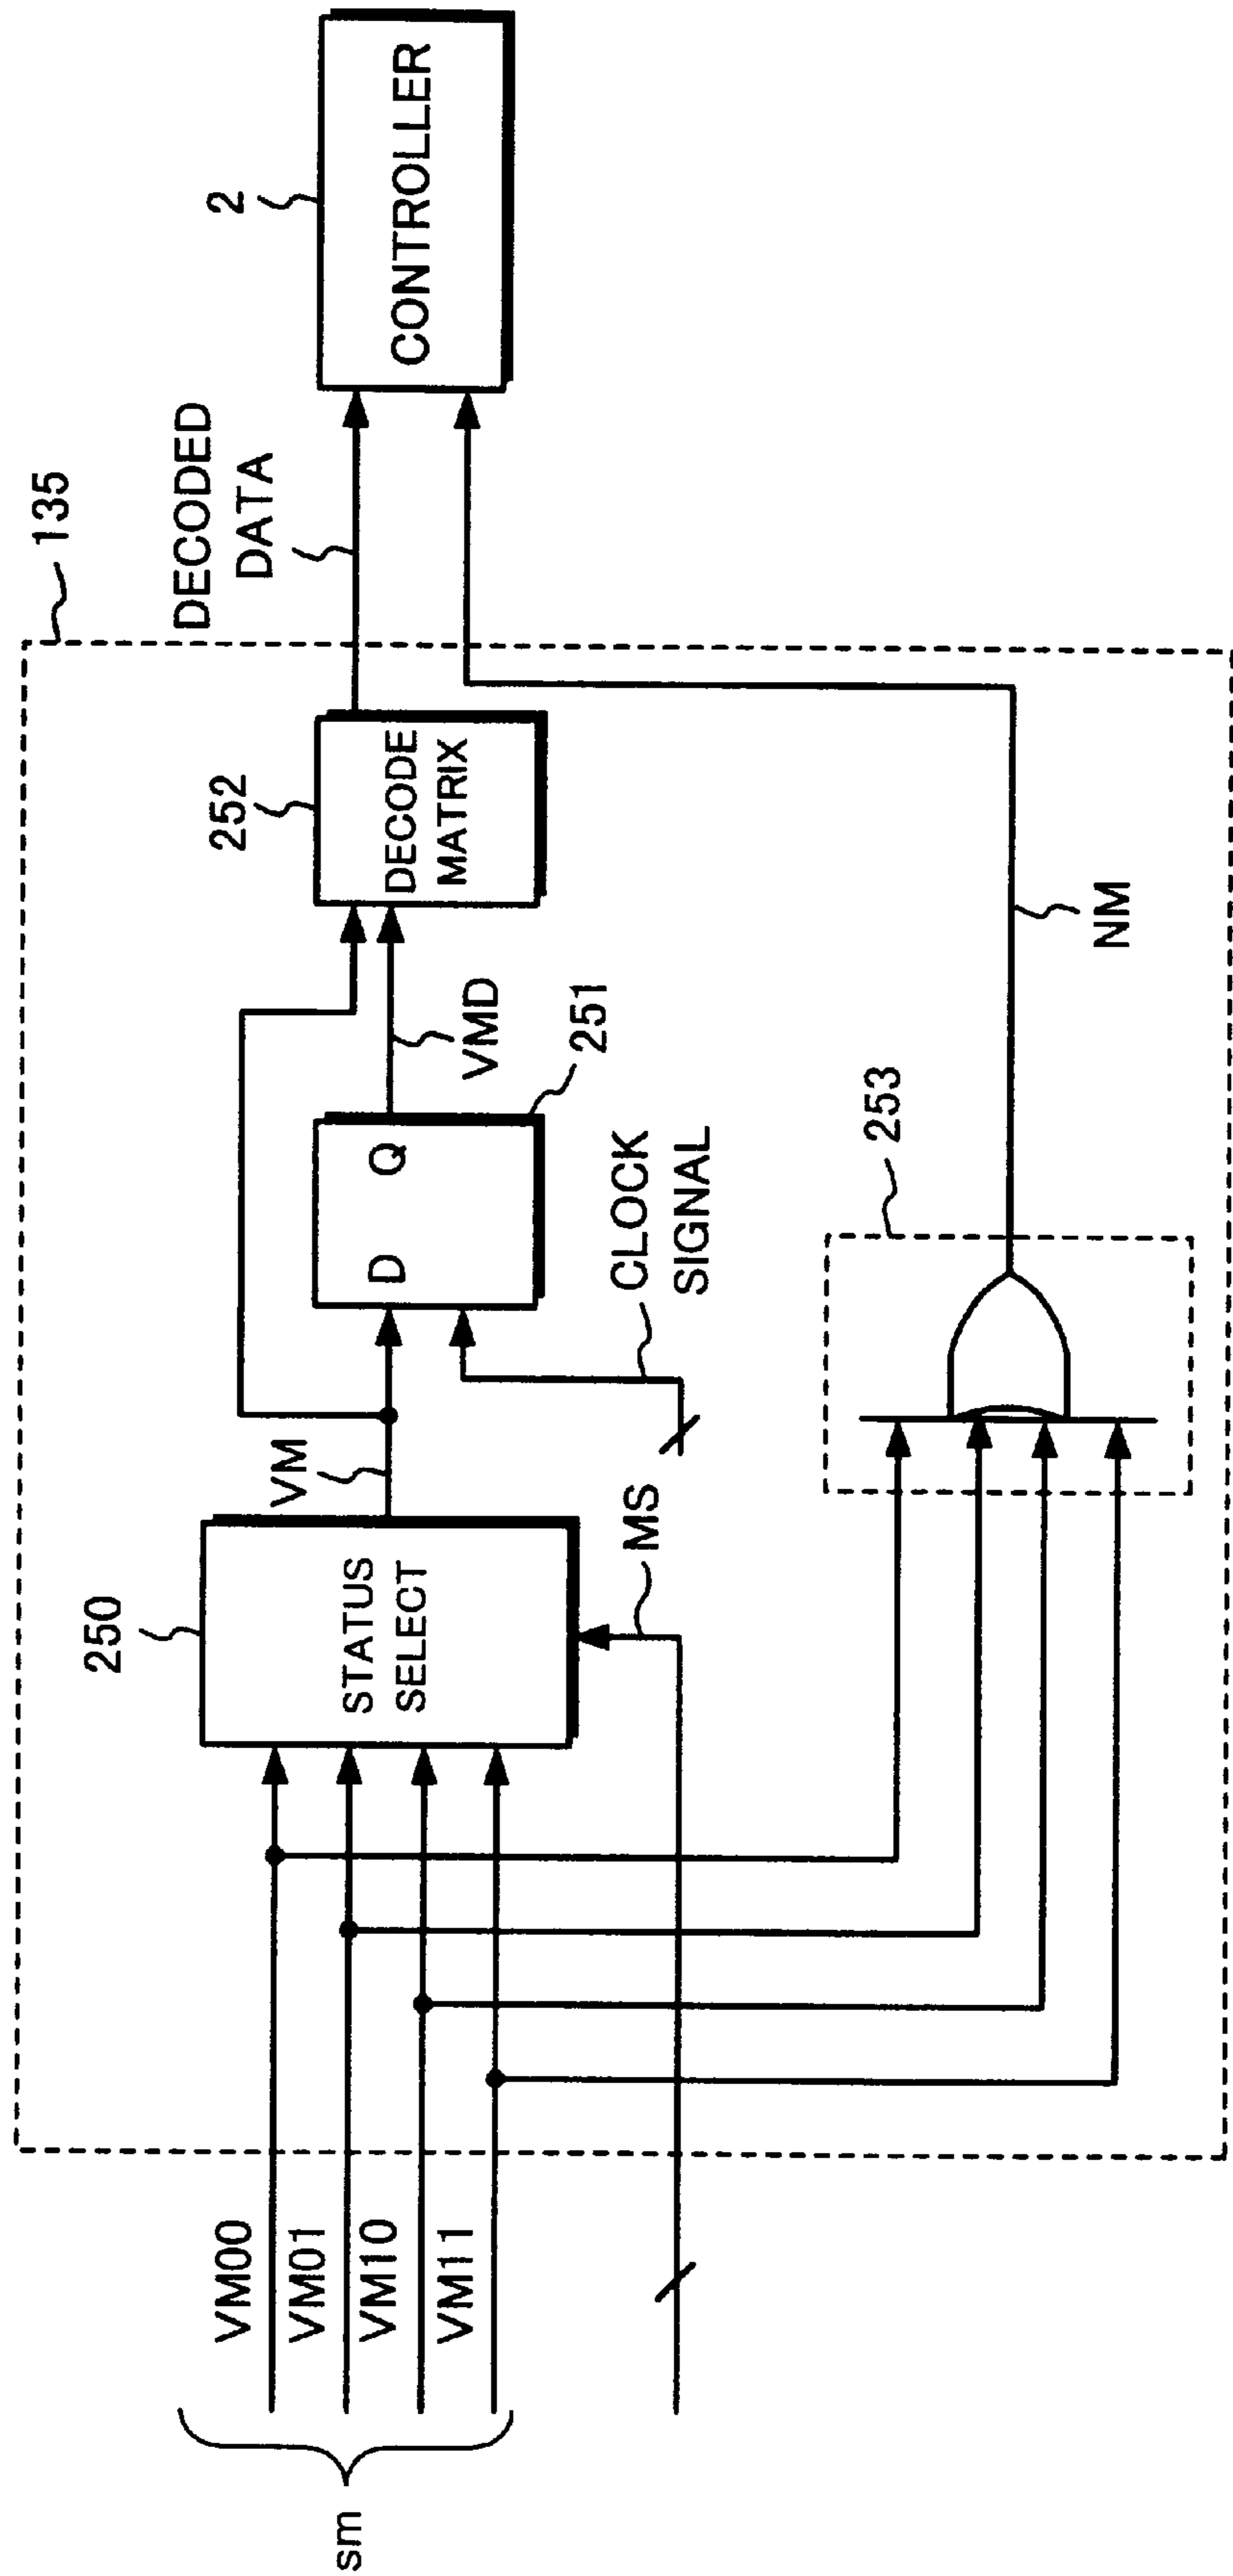 135
2
CONTROLLER
DECODED
DATA
252
DECODE
MATRIX
VMD
251
D Q
CLOCK
SIGNAL
VM
250
STATUS
SELECT
MS
253
NM
VM00
VM01
VM10
VM11
sm